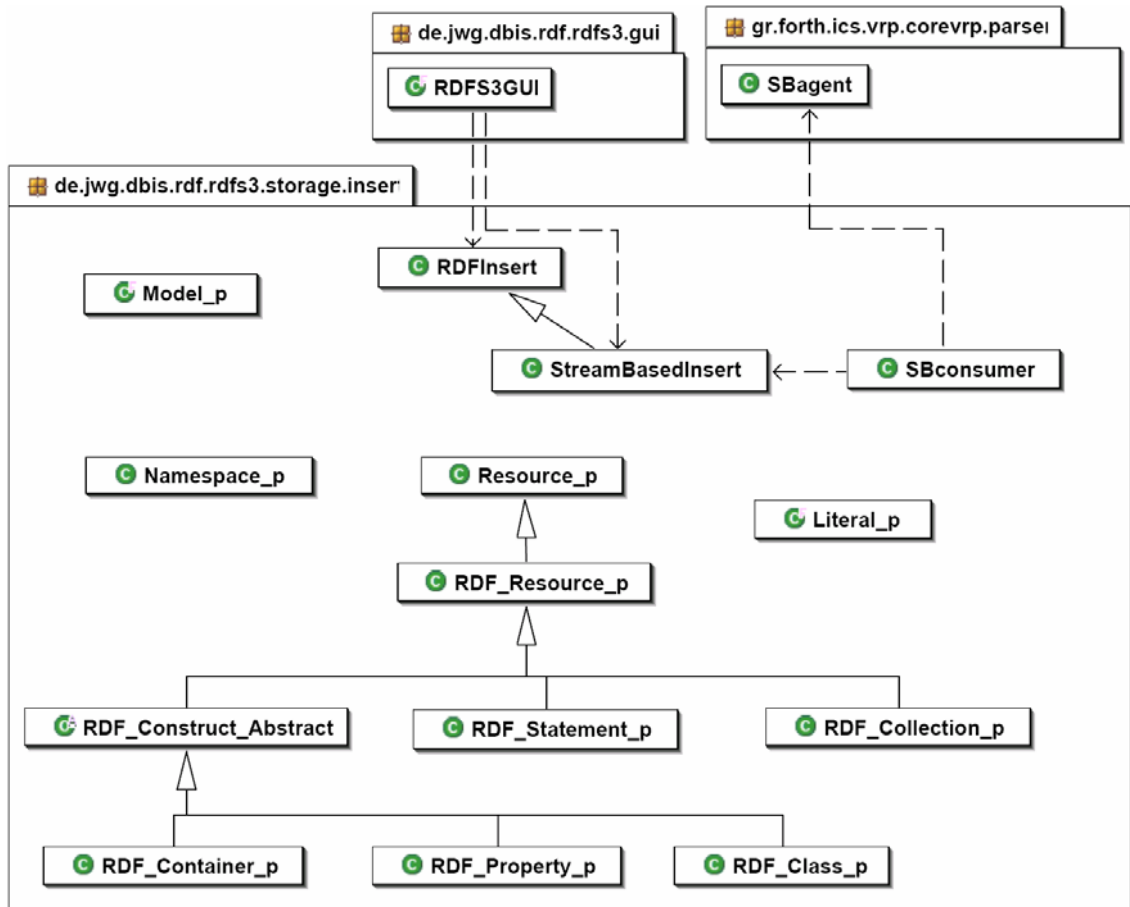 de.jwg.dbis.rdf.rdfs3.gui
gr.forth.ics.vrp.corevrp.parser
RDFS3GUI
SBagent
de.jwg.dbis.rdf.rdfs3.storage.insert
RDFInsert
Model_p
StreamBasedInsert
SBconsumer
Namespace_p
Resource_p
Literal_p
RDF_Resource_p
RDF_Construct_Abstract
RDF_Statement_p
RDF_Collection_p
RDF_Container_p
RDF_Property_p
RDF_Class_p